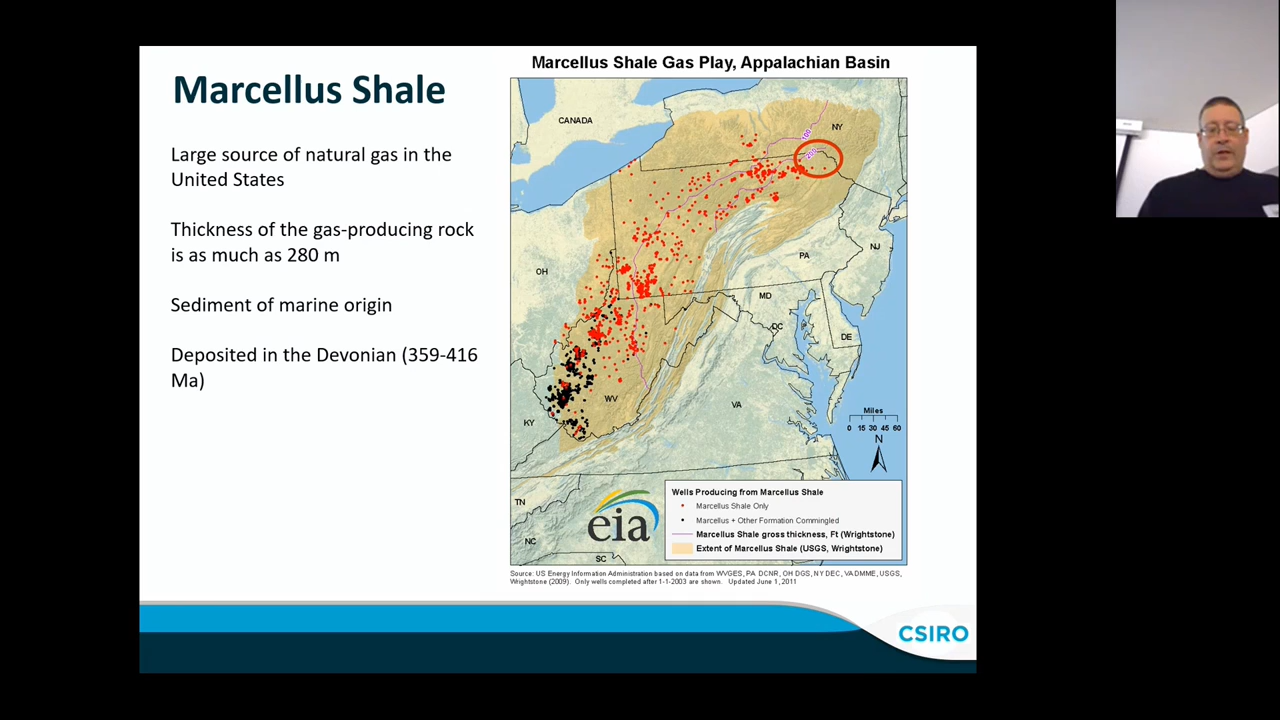 Marcellus Shale
Large source of natural gas in the
United States
Thickness of the gas-producing rock
is as much as 280 m
Sediment of marine origin
Deposited in the Devonian (359-416
Ma)
Marcellus Shale Gas Play, Appalachian Basin
CANADA
NY
100
200
OH
PA
NJ
MD
DC
DE
WV
KY
VA
Miles
0 15 30 45 60
N
TN
NC
SC
eia
Wells Producing from Marcellus Shale
Marcellus Shale Only
Marcellus + Other Formation Commingled
Marcellus Shale gross thickness, Ft (Wrightstone)
Extent of Marcellus Shale (USGS, Wrightstone)
Source: US Energy Information Administration based on data from WVGES, PA DCNR, OH DGS, NY DEC, VA DMME, USGS,
Wrightstone (2009). Only wells completed after 1-1-2003 are shown. Updated June 1, 2011
CSIRO